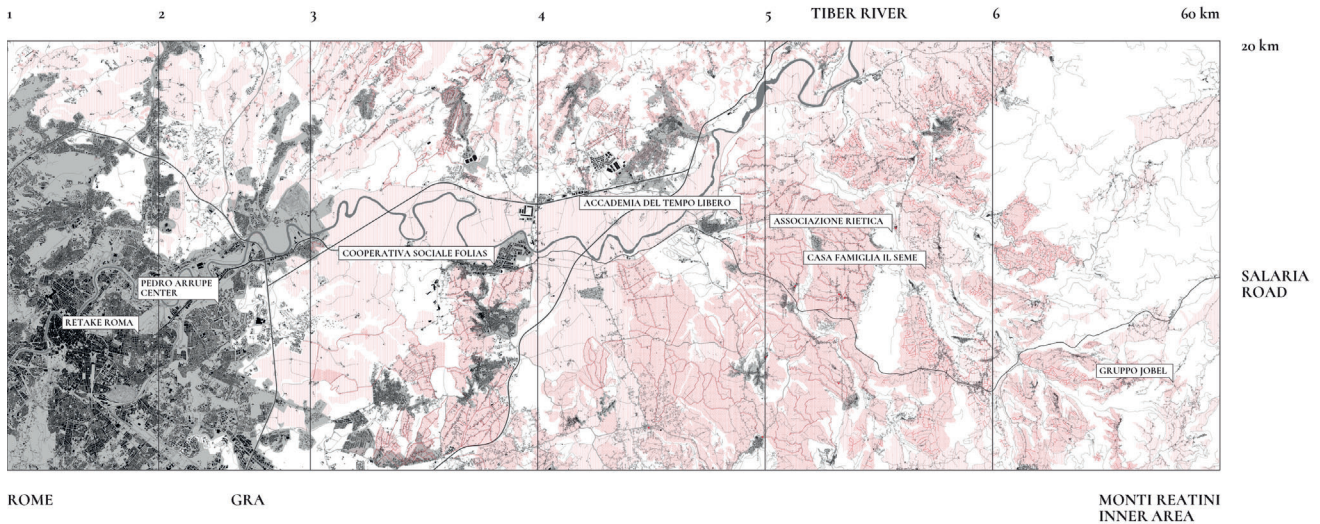 1 2 3 4 5 TIBER RIVER 6 60 km
20 km
ACCADEMIA DEL TEMPO LIBERO
ASSOCIAZIONE RIETICA
COOPERATIVA SOCIALE FOLIAS
CASA FAMIGLIA IL SEME
PEDRO ARRUPE
CENTER
SALARIA
ROAD
RETAKE ROMA
GRUPPO JOBEL
ROME GRA MONTI REATINI
INNER AREA